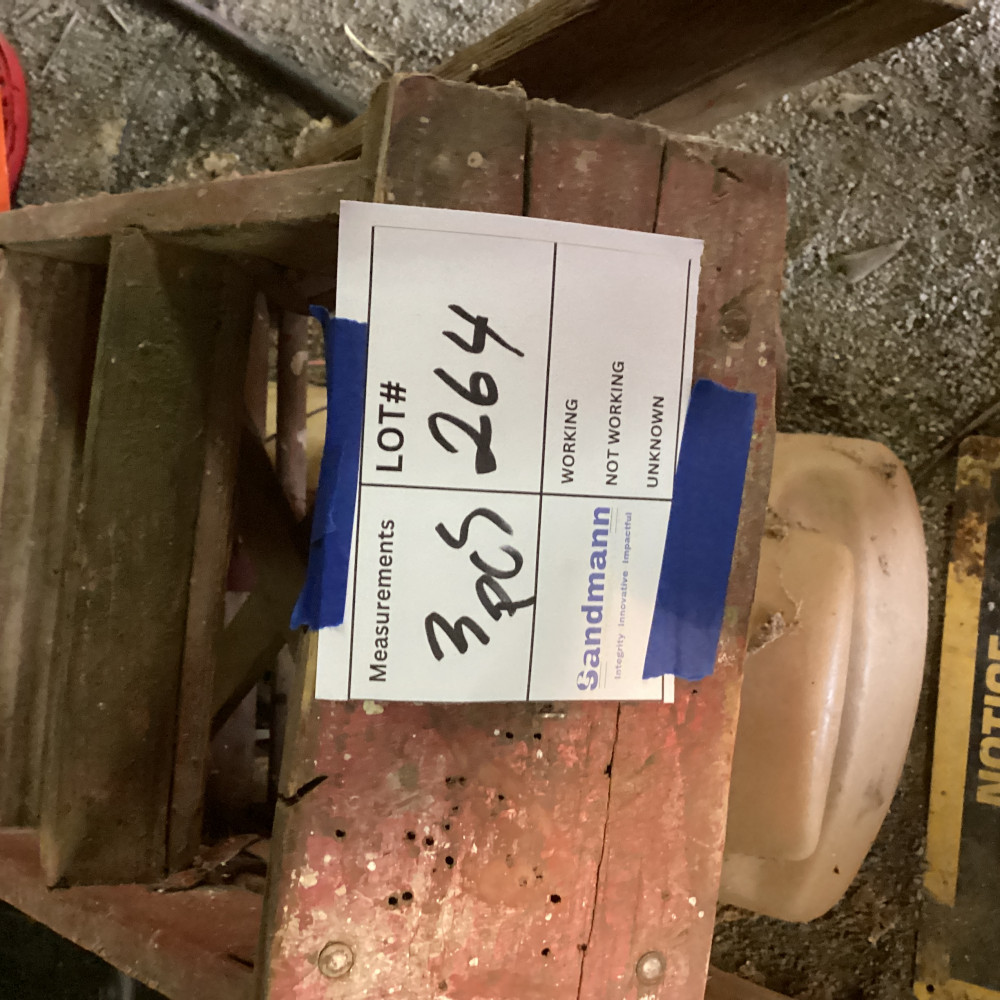 Measurements
3 pcs
LOT#
264
Sandmann
Integrity Innovative Impactful
WORKING
NOT WORKING
UNKNOWN
NOTICE